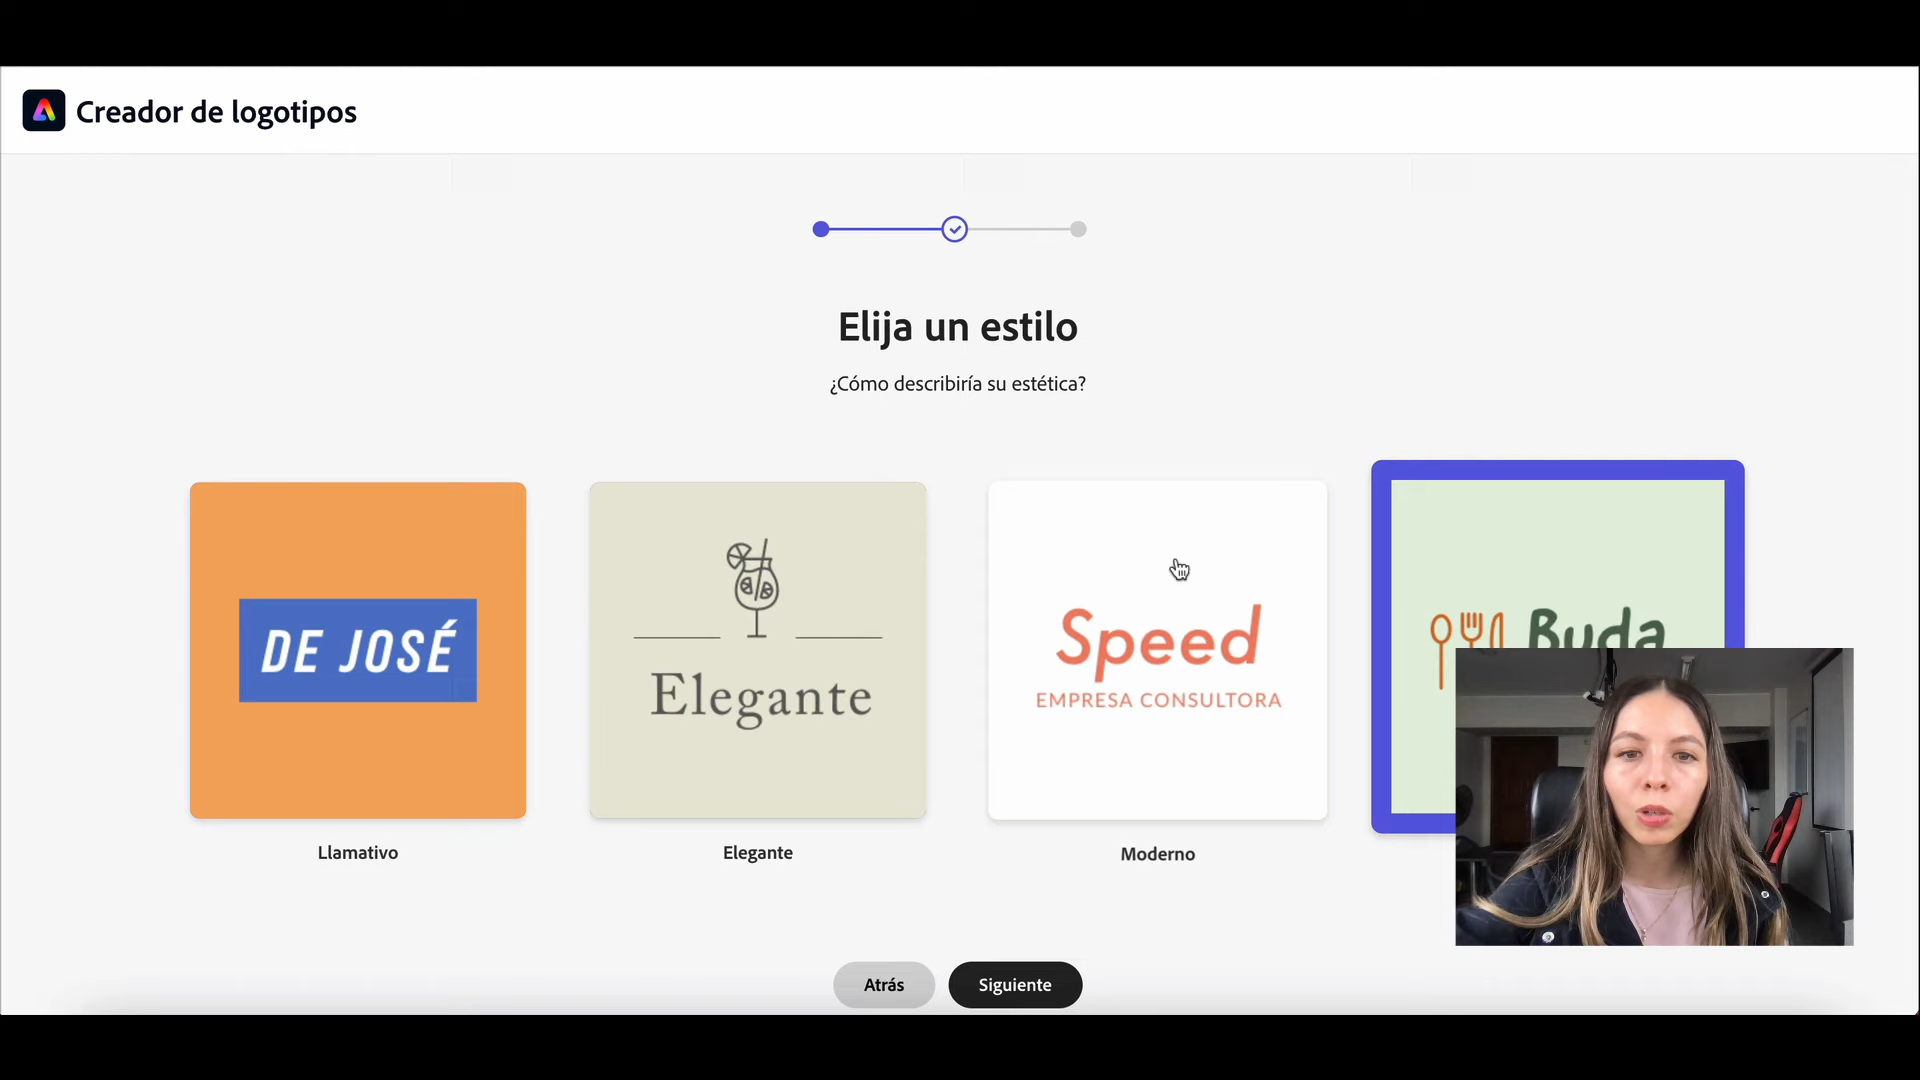 Creador de logotipos
Elija un estilo
¿Cómo describiría su estética?
DE JOSÉ
Elegante
Speed
EMPRESA CONSULTORA
Buda
Llamativo
Elegante
Moderno
Atrás
Siguiente